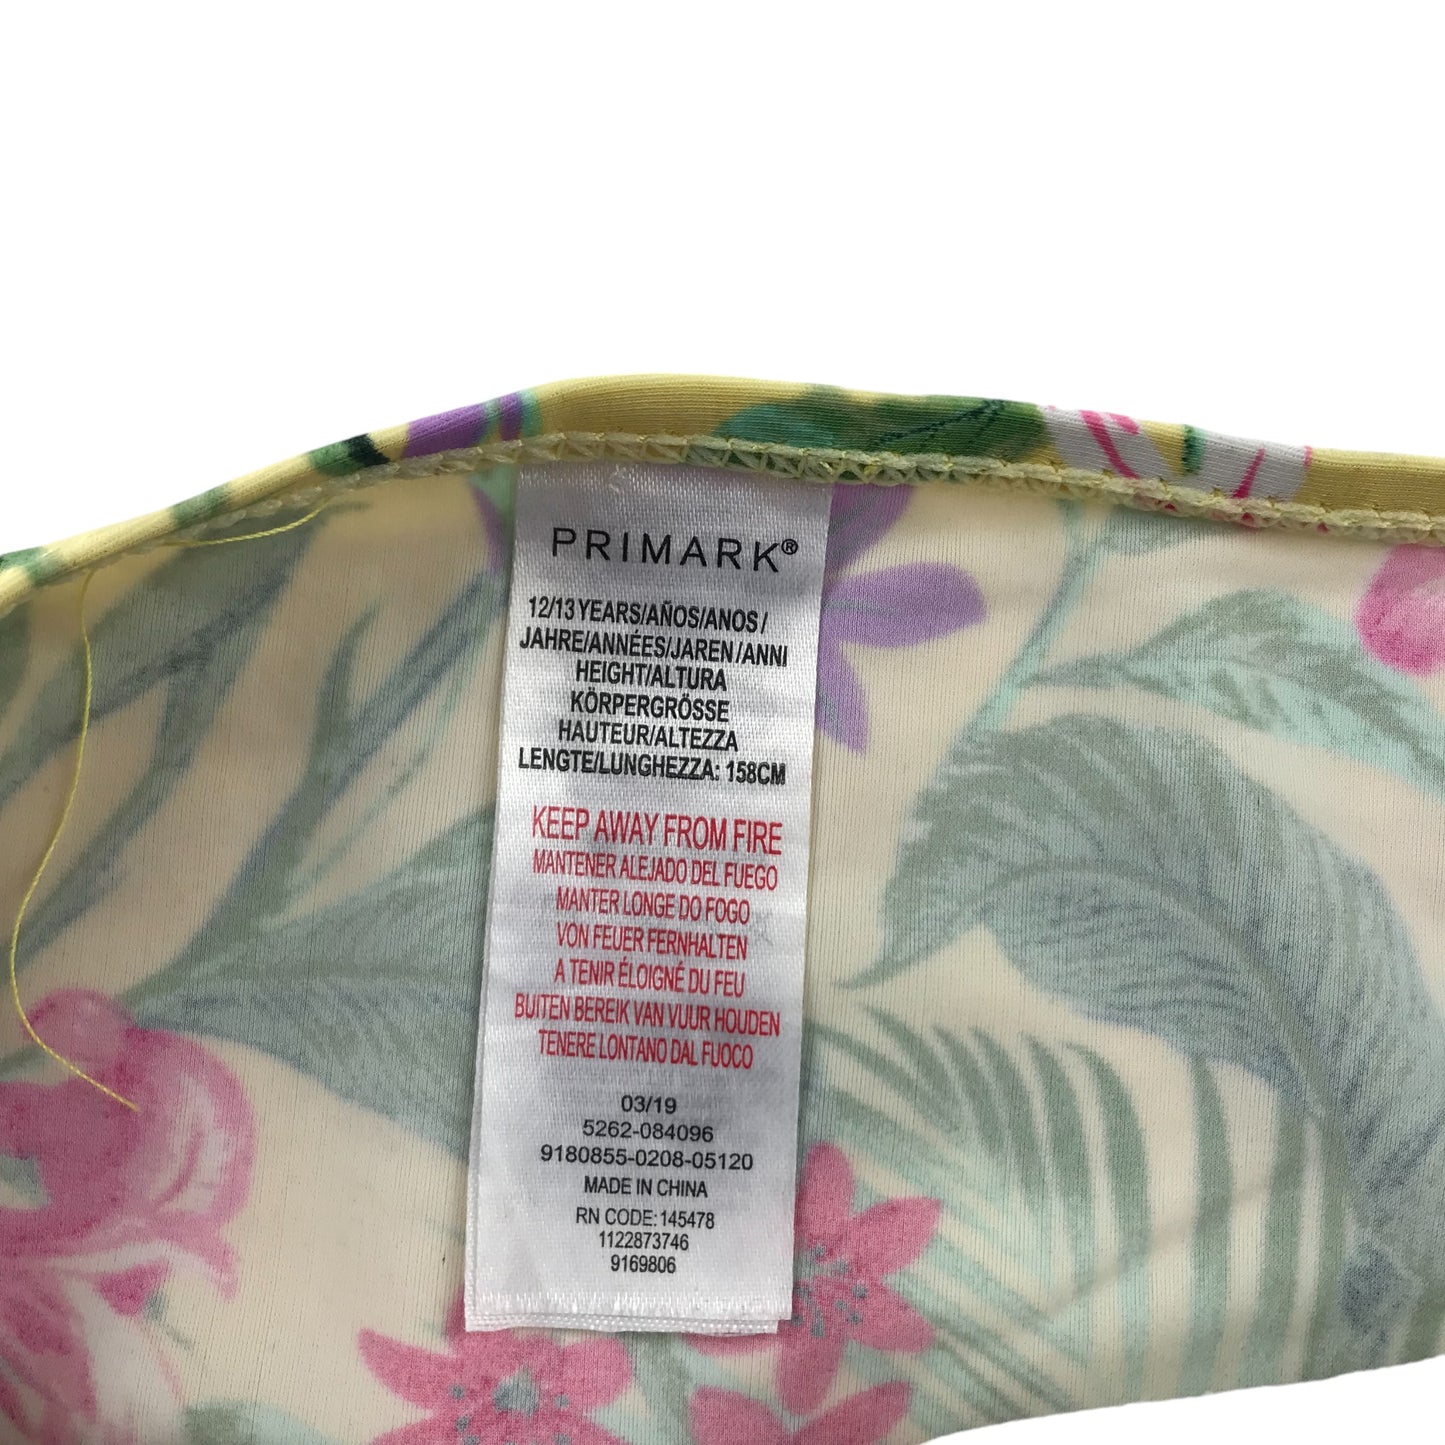 PRIMARK®
12/13 YEARS/AÑOS/ANOS/
JAHRE/ANNÉES/JAREN/ANNI
HEIGHT/ALTURA
KÖRPERGRÖSSE
HAUTEUR/ALTEZZA
LENGTE/LUNGHEZZA: 158CM
KEEP AWAY FROM FIRE
MANTENER ALEJADO DEL FUEGO
MANTER LONGE DO FOGO
VON FEUER FERNHALTEN
A TENIR ÉLOIGNÉ DU FEU
BUITEN BEREIK VAN VUUR HOUDEN
TENERE LONTANO DAL FUOCO
03/19
5262-084096
9180855-0208-05120
MADE IN CHINA
RN CODE: 145478
1122873746
9169806